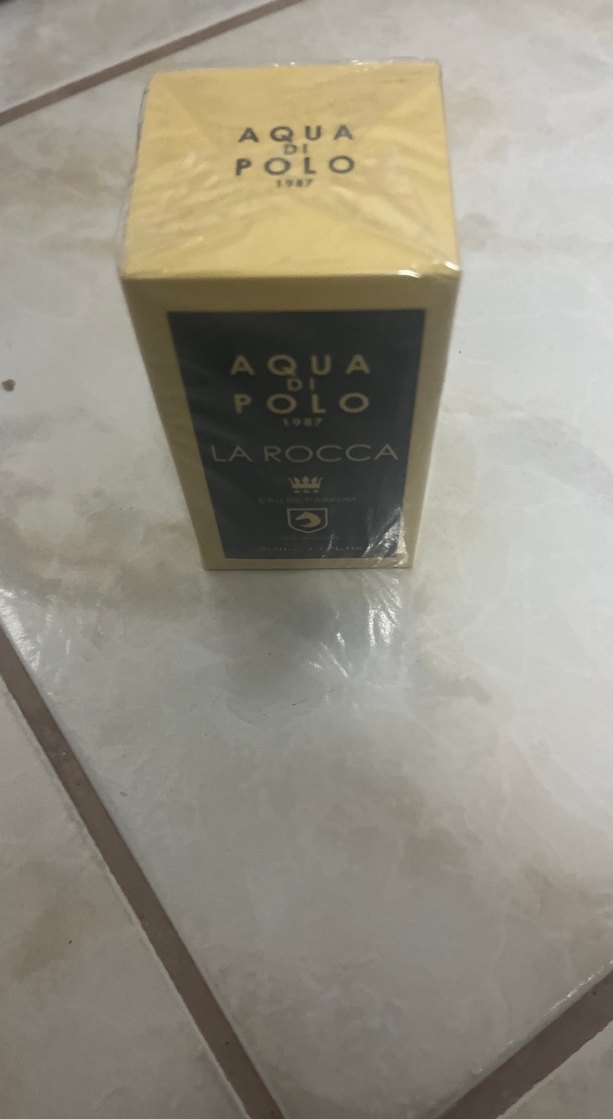 AQUA
DI
POLO
1987
AQUA
DI
POLO
1987
LA ROCCA
EAU DE PARFUM